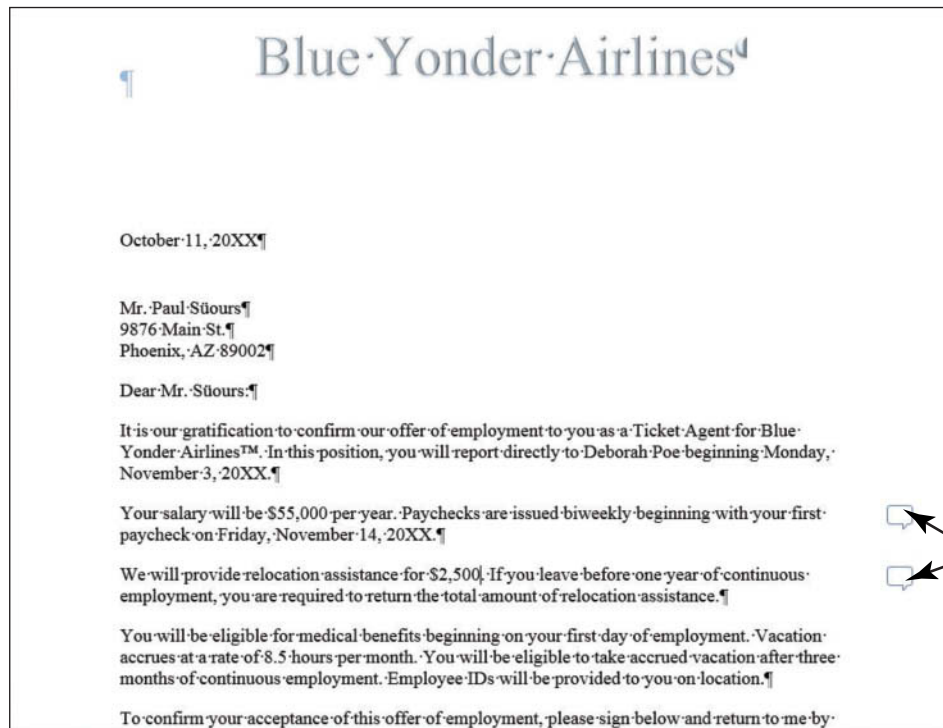 Blue·Yonder·Airlines
¶
October·11,·20XX¶
Mr.·Paul·Süours¶
9876·Main·St.¶
Phoenix,·AZ·89002¶
Dear·Mr.·Süours:¶
It·is·our·gratification·to·confirm·our·offer·of·employment·to·you·as·a·Ticket·Agent·for·Blue·
Yonder·Airlines™.·In·this·position,·you·will·report·directly·to·Deborah·Poe·beginning·Monday,·
November·3,·20XX.¶
Your·salary·will·be·$55,000·per·year.·Paychecks·are·issued·biweekly·beginning·with·your·first·
paycheck·on·Friday,·November·14,·20XX.¶
We·will·provide·relocation·assistance·for·$2,500.·If·you·leave·before·one·year·of·continuous·
employment,·you·are·required·to·return·the·total·amount·of·relocation·assistance.¶
You·will·be·eligible·for·medical·benefits·beginning·on·your·first·day·of·employment.·Vacation·
accrues·at·a·rate·of·8.5·hours·per·month.·You·will·be·eligible·to·take·accrued·vacation·after·three·
months·of·continuous·employment.·Employee·IDs·will·be·provided·to·you·on·location.¶
To·confirm·your·acceptance·of·this·offer·of·employment,·please·sign·below·and·return·to·me·by·